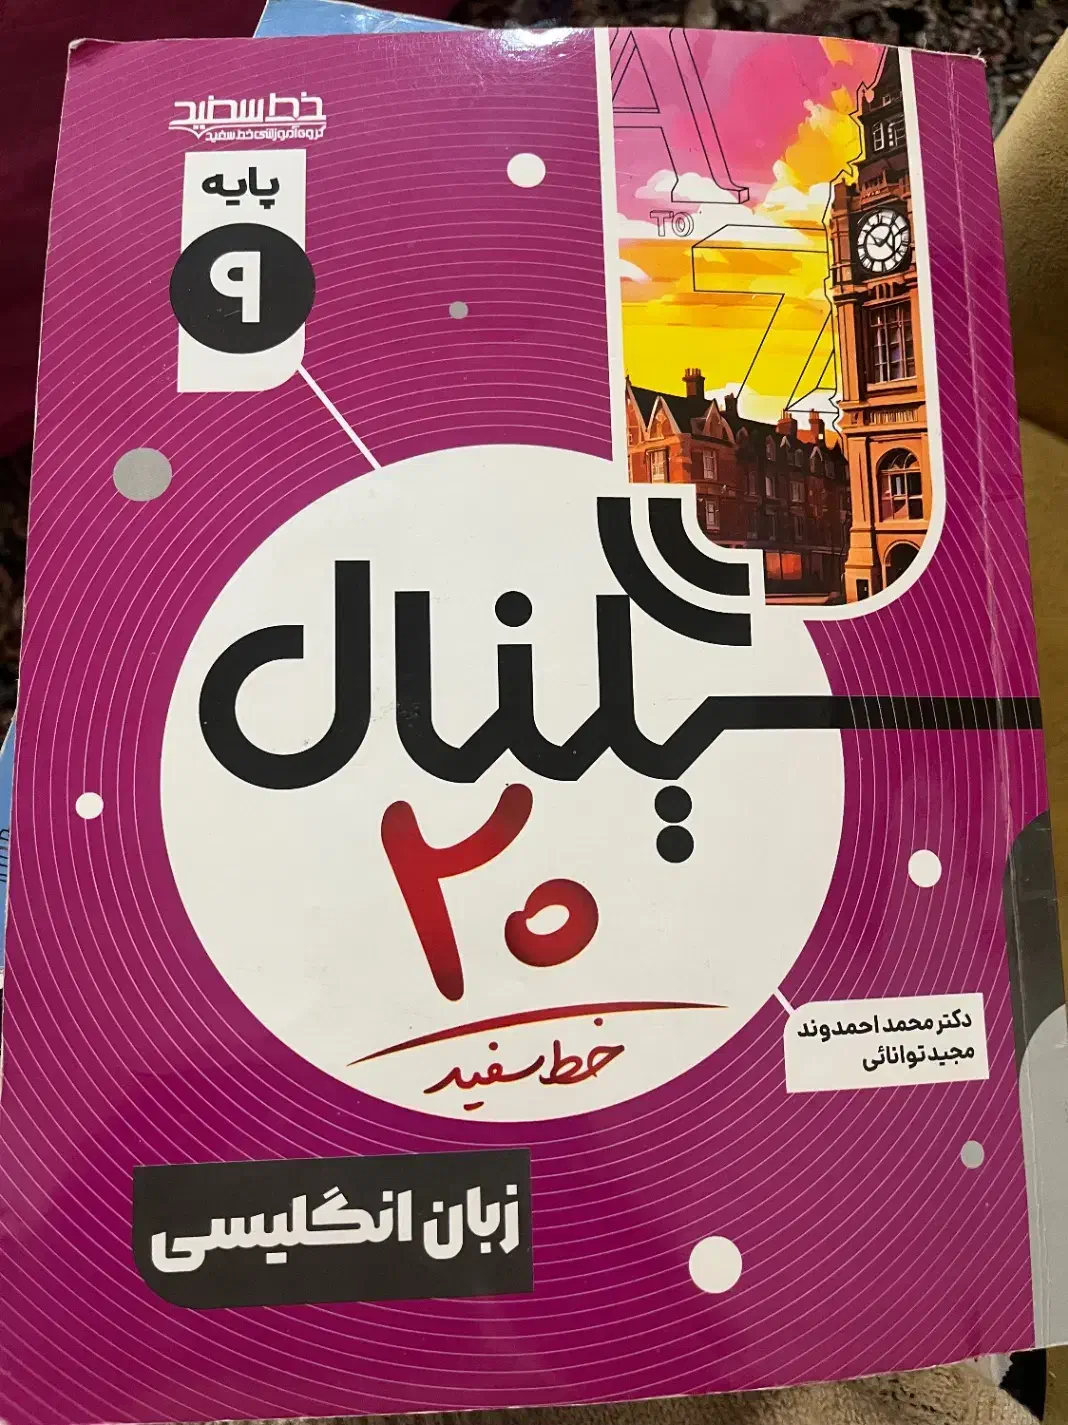 خط سفید
گروه آموزشی خط سفید
پایه
۹
A
TO
Z
سیگنال
۲۰
خط سفید
دکتر محمد احمدوند
مجید توانائی
زبان انگلیسی